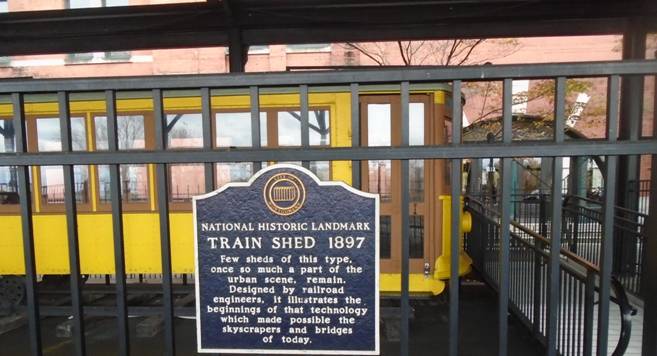 NATIONAL HISTORIC LANDMARK
TRAIN SHED 1897
Few sheds of this type,
once so much a part of the
urban scene, remain.
Designed by railroad
engineers, it illustrates the
beginnings of that technology
which made possible the
skyscrapers and bridges
of today.